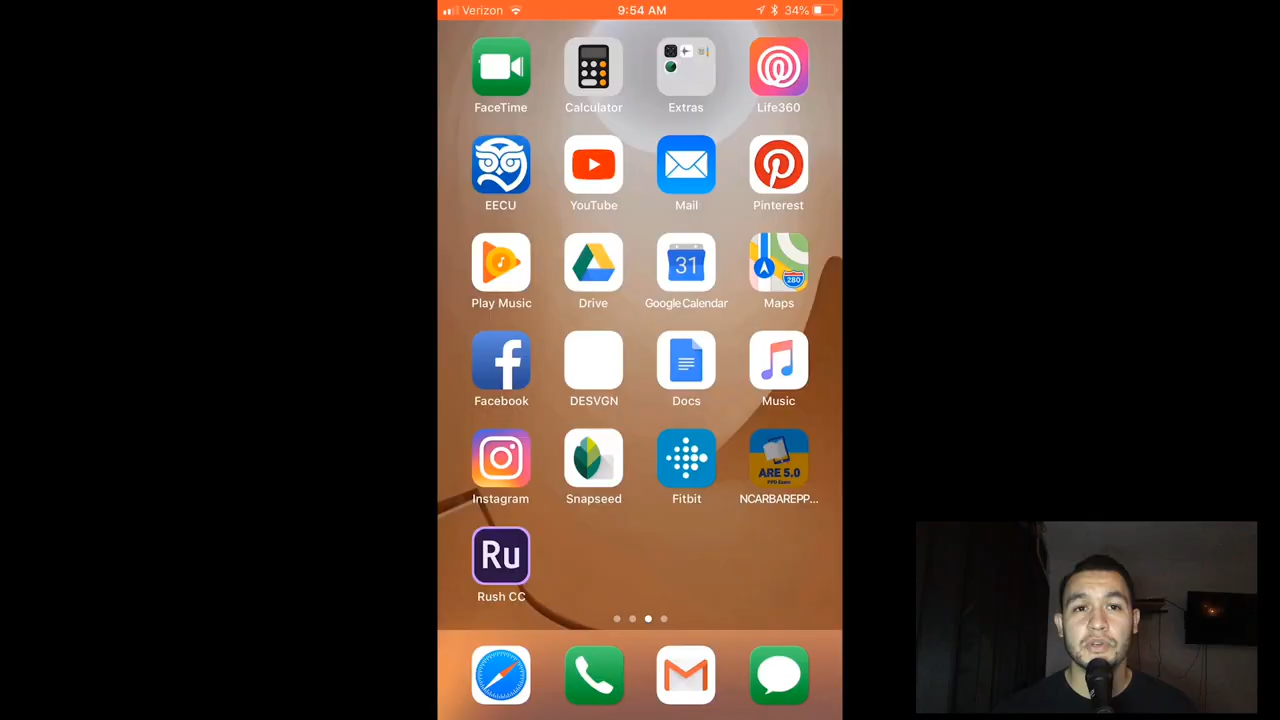 Verizon 9:54 AM 34%
FaceTime Calculator Extras Life360
EECU YouTube Mail Pinterest
31 280
Play Music Drive Google Calendar Maps
Facebook DESVGN Docs Music
ARE 5.0
Instagram Snapseed Fitbit NCARBAREPP...
Ru
Rush CC